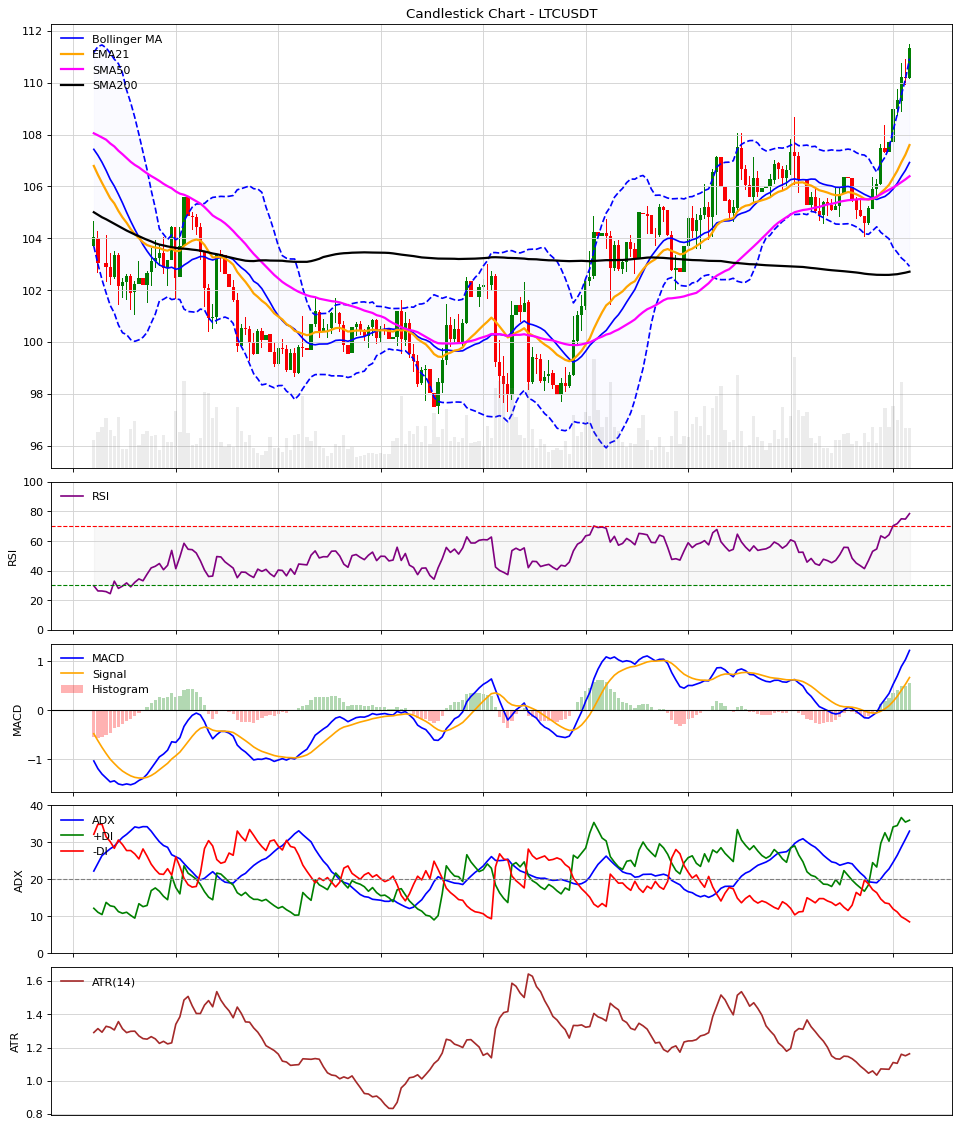 Candlestick Chart - LTCUSDT
112
110
108
106
104
102
100
98
96
Bollinger MA
EMA21
SMA50
SMA200
100
80
60
40
20
0
RSI
RSI
1
0
−1
MACD
MACD
Signal
Histogram
40
30
20
10
0
ADX
ADX
+DI
-DI
1.6
1.4
1.2
1.0
0.8
ATR
ATR(14)